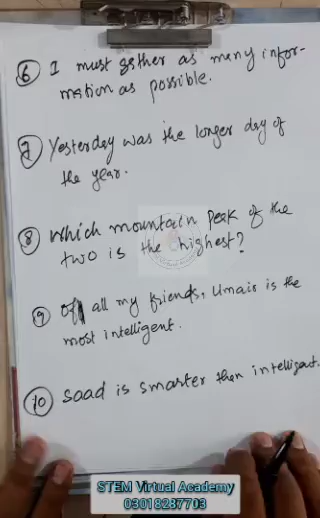 ⑥ I must gather as many infor-
mation as possible.
⑦ Yesterday was the longer day of
the year.
⑧ Which mountain peak of the
two is the highest?
⑨ Of all my friends, Umair is the
most intelligent.
⑩ Saad is smarter than intelligent.
STEM Virtual Academy
03018287703